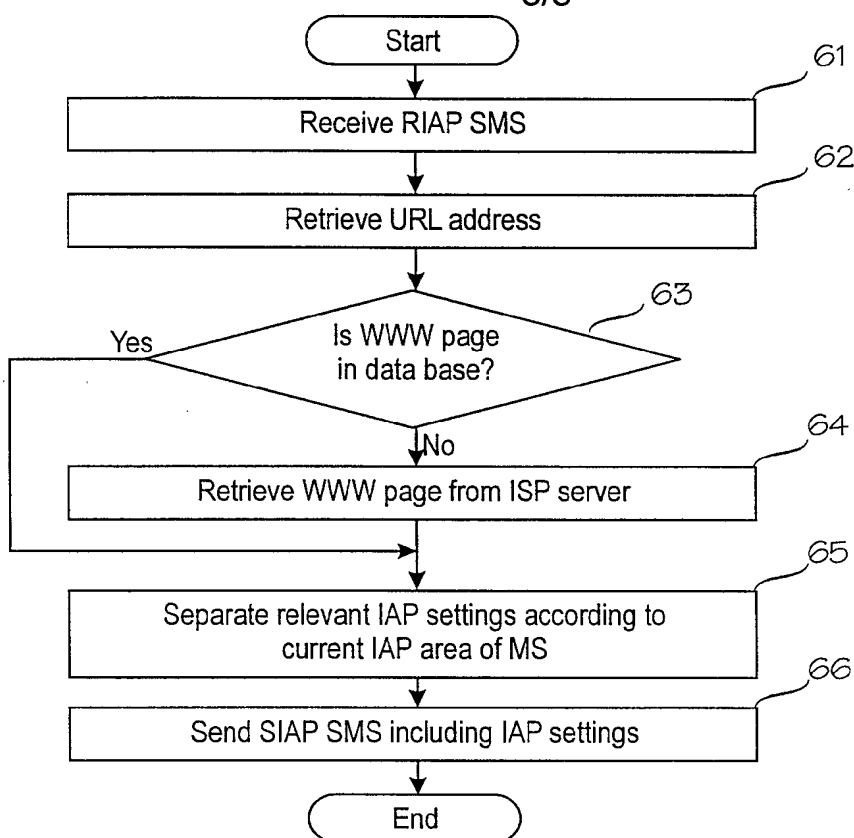 Start
61
Receive RIAP SMS
62
Retrieve URL address
63
Is WWW page
in data base?
Yes
No
64
Retrieve WWW page from ISP server
65
Separate relevant IAP settings according to
current IAP area of MS
66
Send SIAP SMS including IAP settings
End